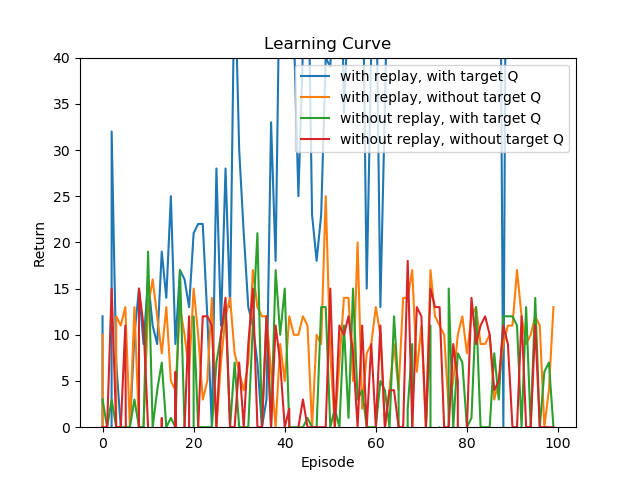 Learning Curve
with replay, with target Q
with replay, without target Q
without replay, with target Q
without replay, without target Q
Return
40
35
30
25
20
15
10
5
0
0 20 40 60 80 100
Episode